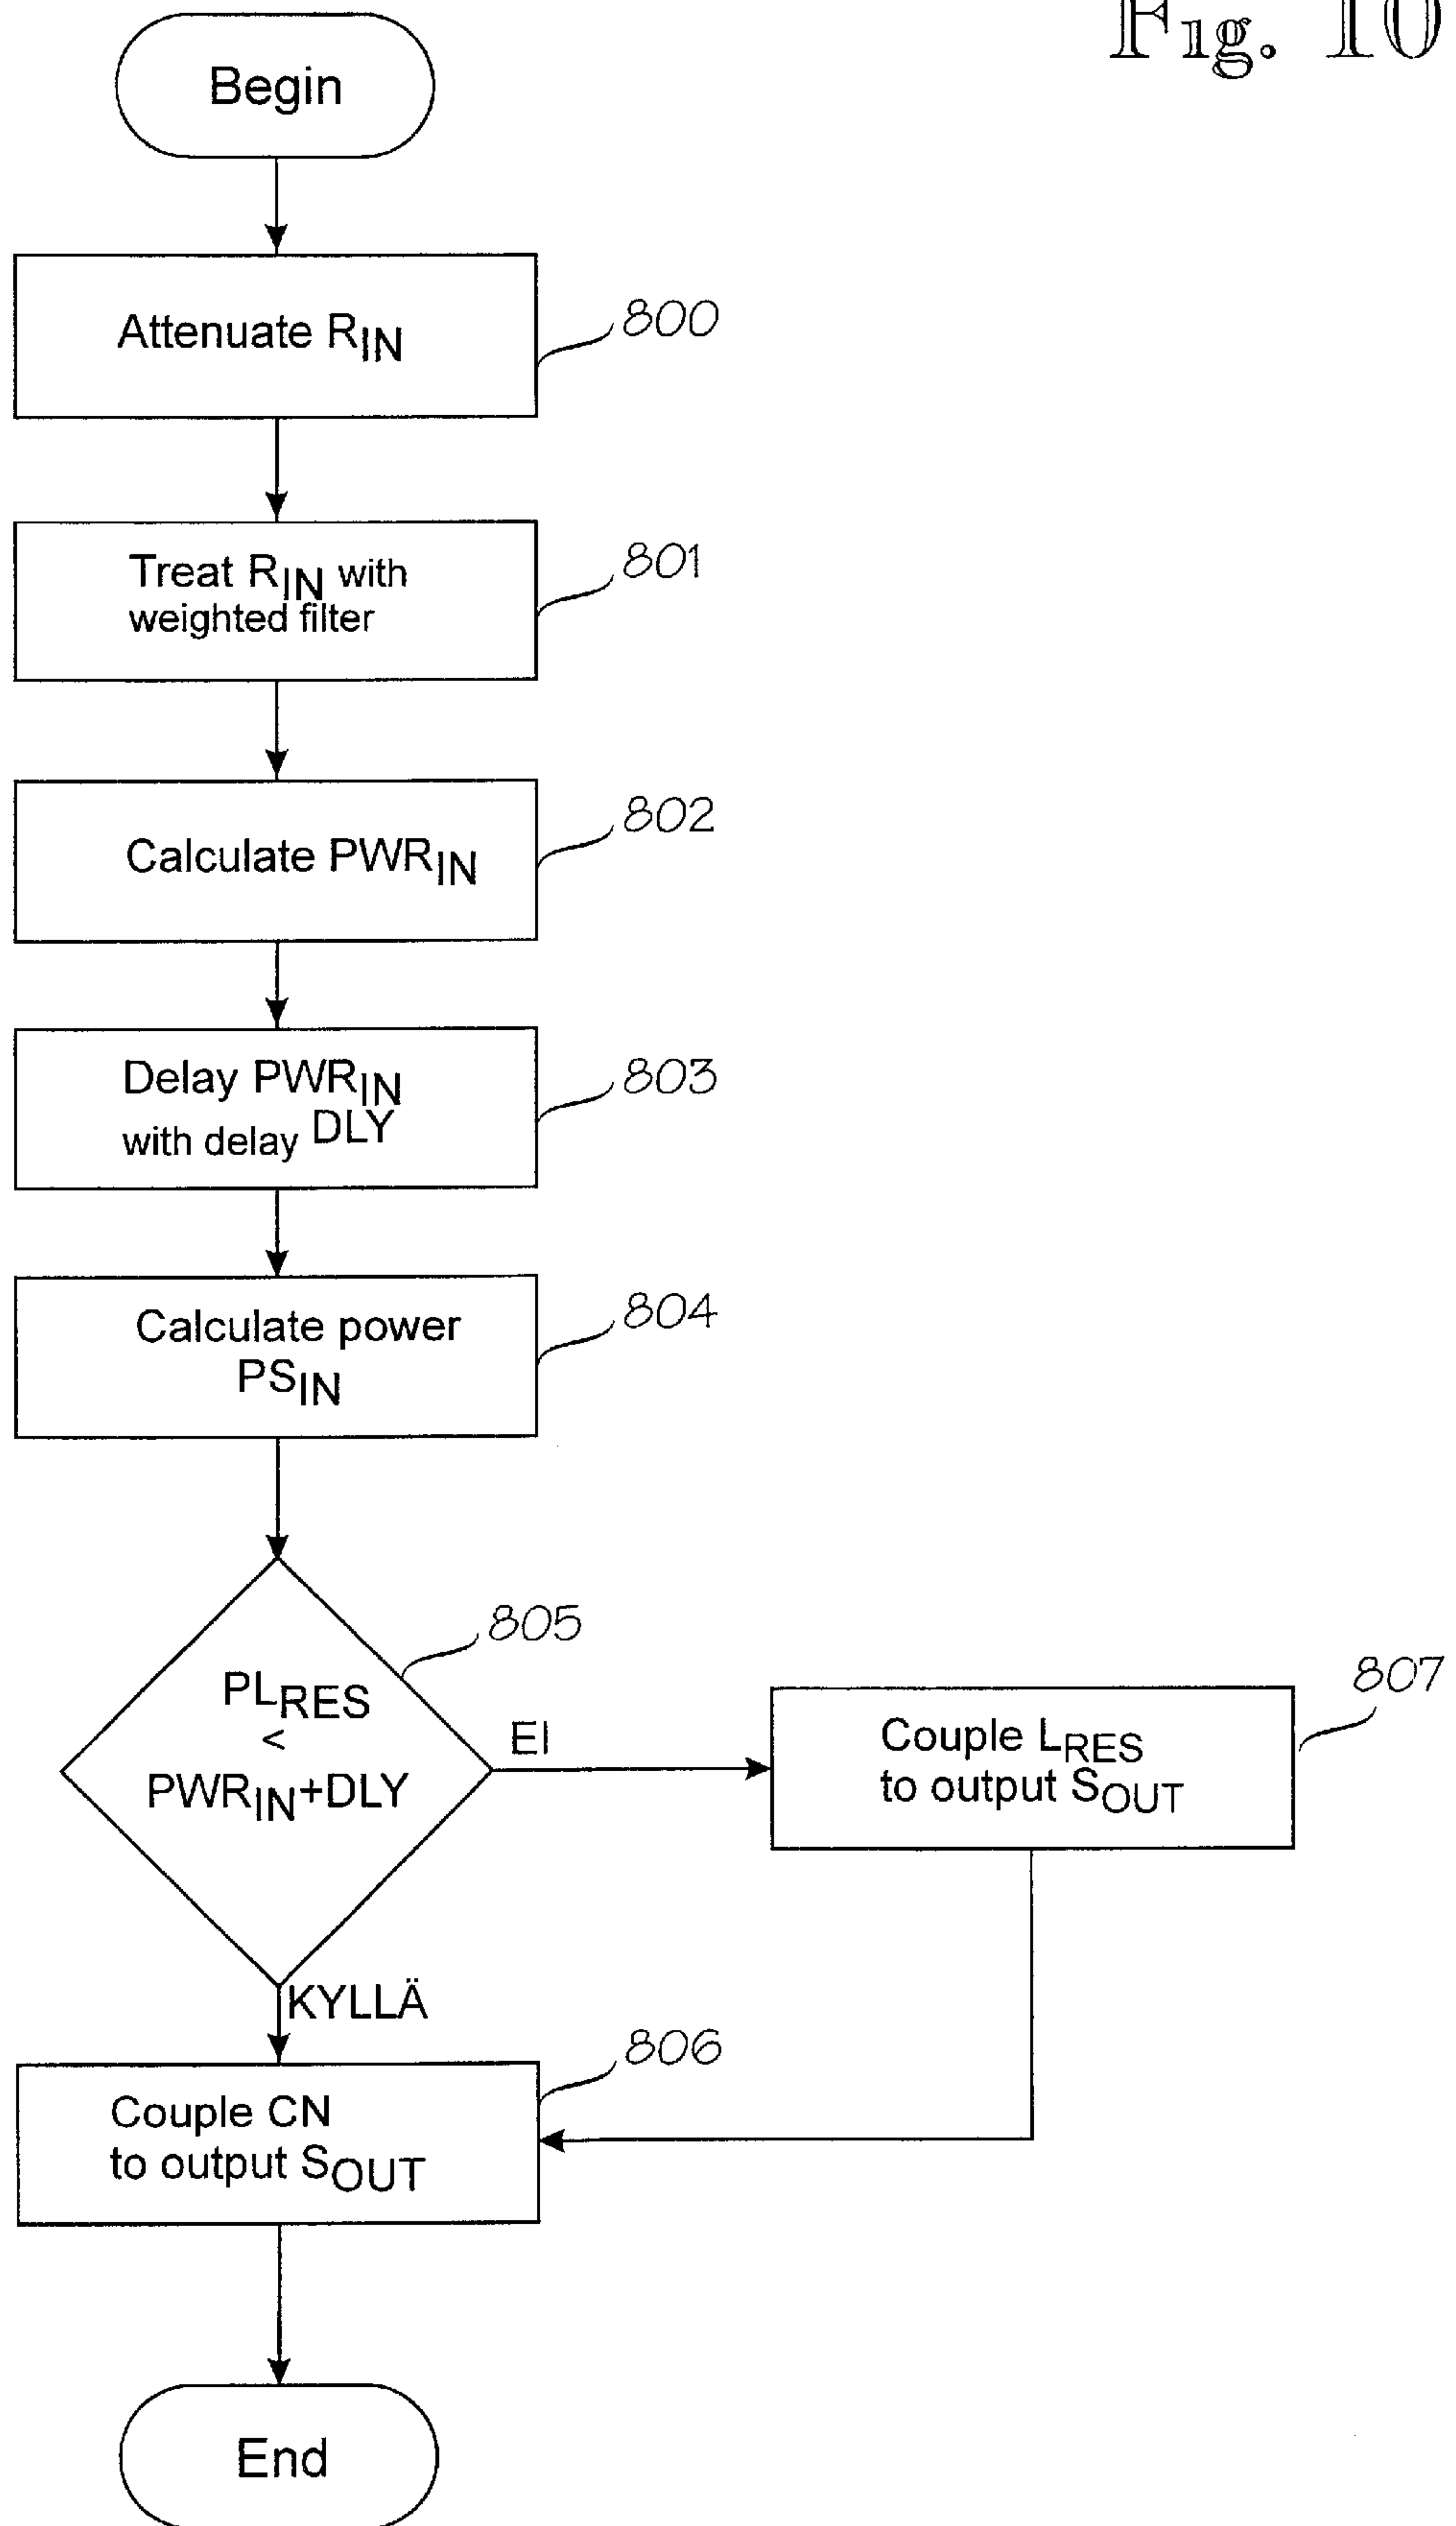 Fig. 10
Begin
Attenuate RIN
800
Treat RIN with
weighted filter
801
Calculate PWRIN
802
Delay PWRIN
with delay DLY
803
Calculate power
PSIN
804
PLRES
<
PWRIN+DLY
805
EI
Couple LRES
to output SOUT
807
KYLLÄ
Couple CN
to output SOUT
806
End